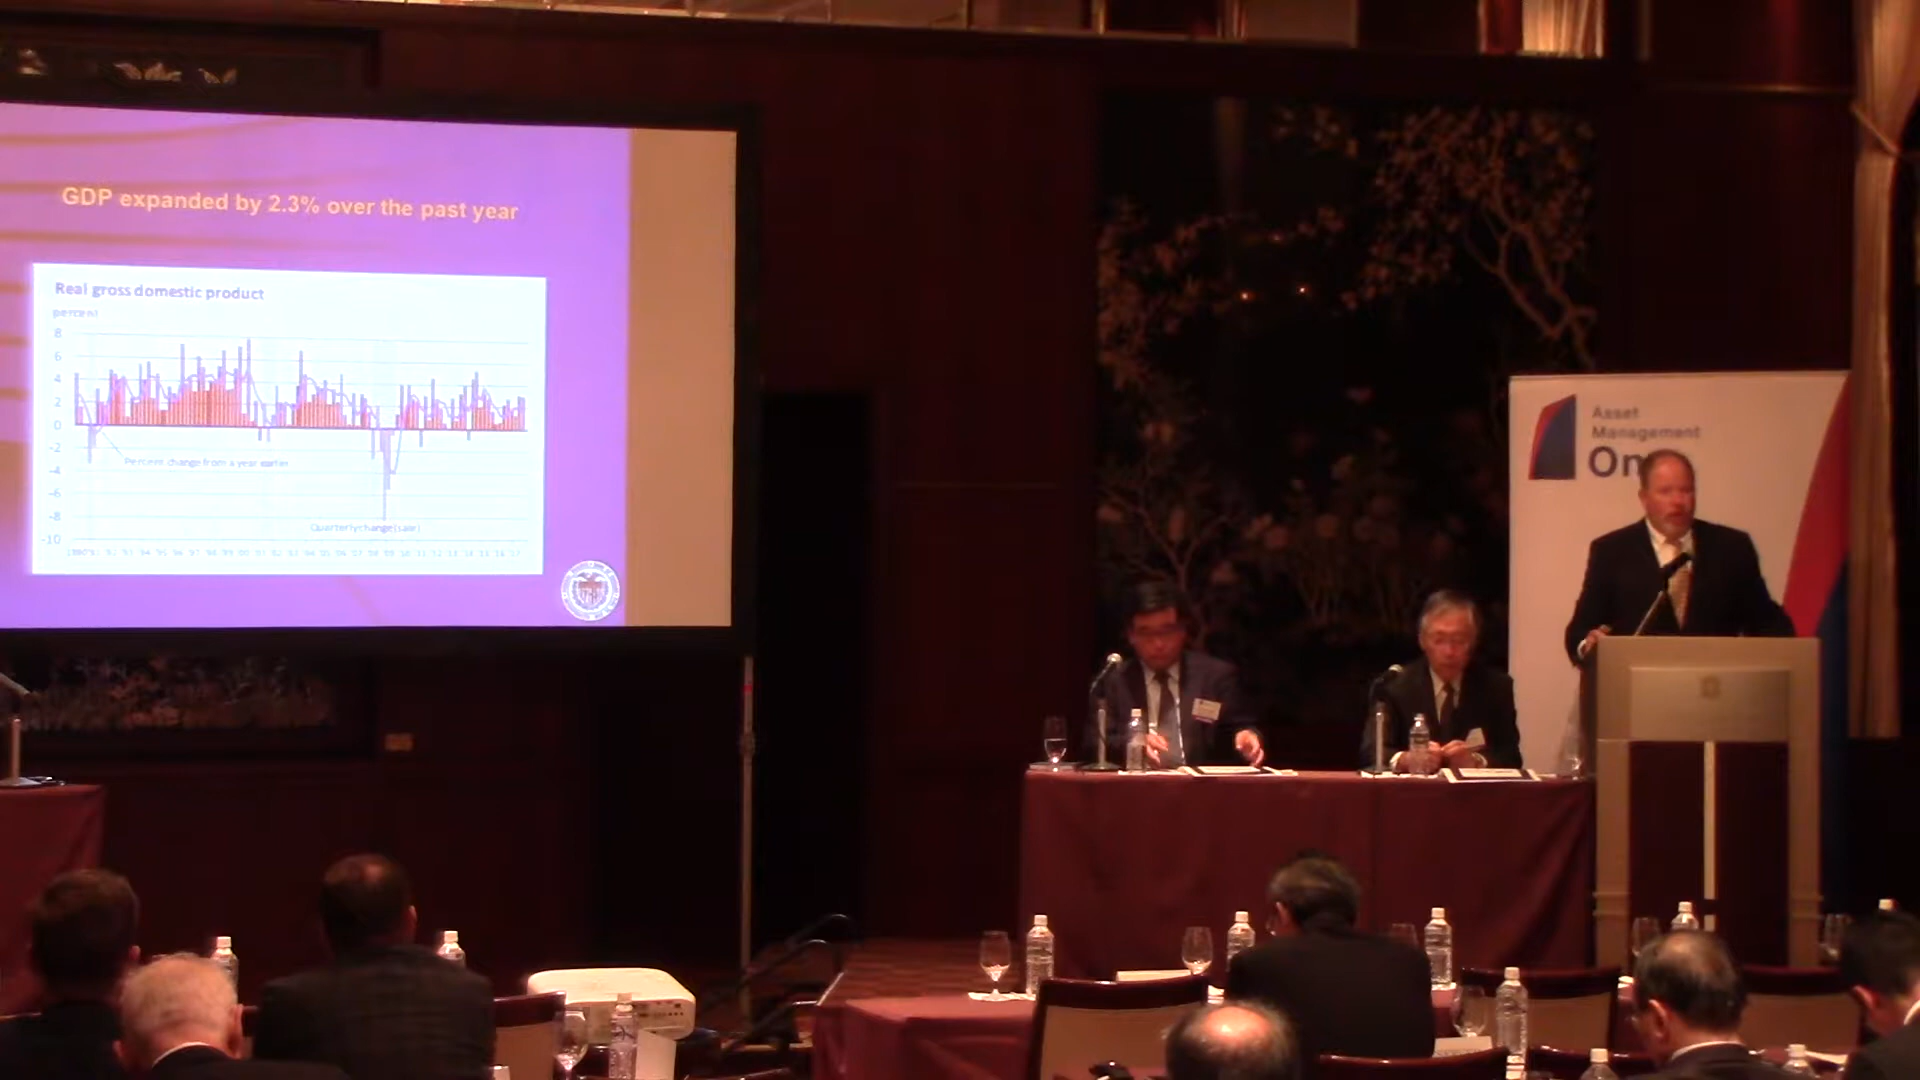 GDP expanded by 2.3% over the past year
Real gross domestic product
percent
8
6
4
2
0
-2
-4
-6
-8
-10
Percent change from a year earlier
Quarterly change (saar)
Asset
Management
On